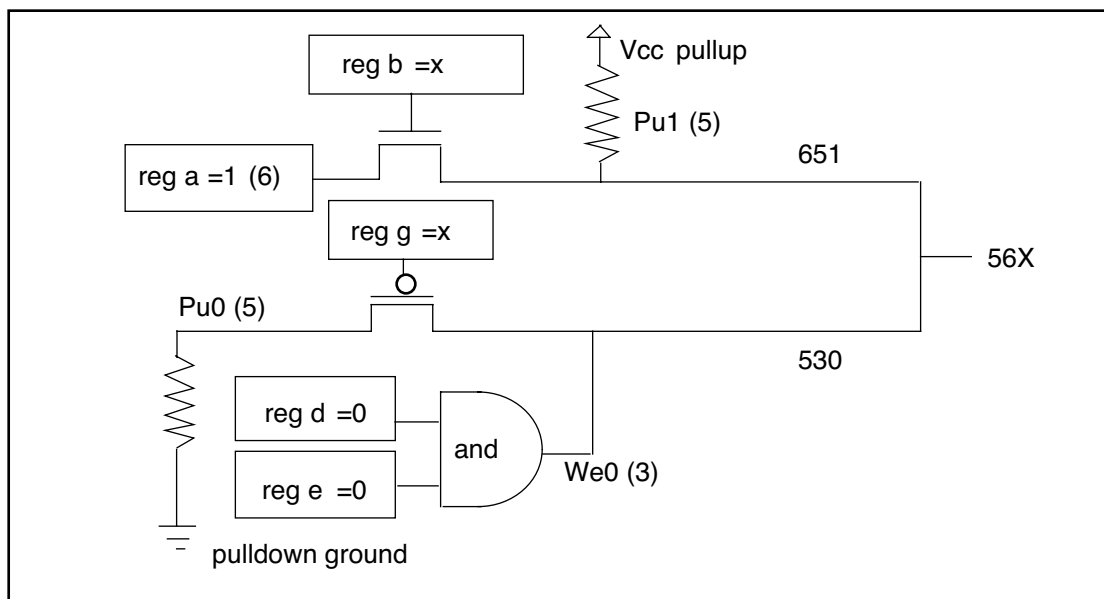 Vcc pullup
reg b =x
Pu1 (5)
651
reg a =1 (6)
reg g =x
56X
Pu0 (5)
530
reg d =0
and
We0 (3)
reg e =0
pulldown ground